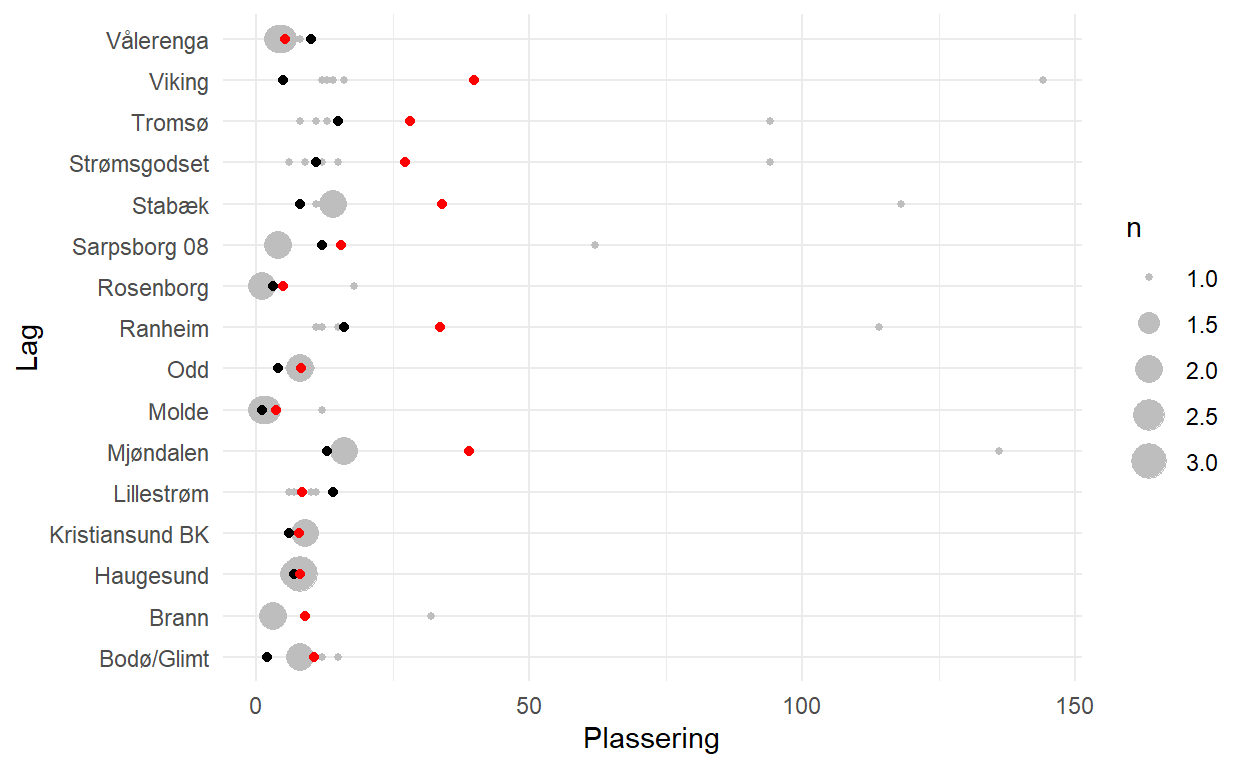 Vålerenga
Viking
Tromsø
Strømsgodset
Stabæk
Sarpsborg 08
Rosenborg
Ranheim
Odd
Molde
Mjøndalen
Lillestrøm
Kristiansund BK
Haugesund
Brann
Bodø/Glimt
Lag
0 50 100 150
Plassering
n
1.0
1.5
2.0
2.5
3.0